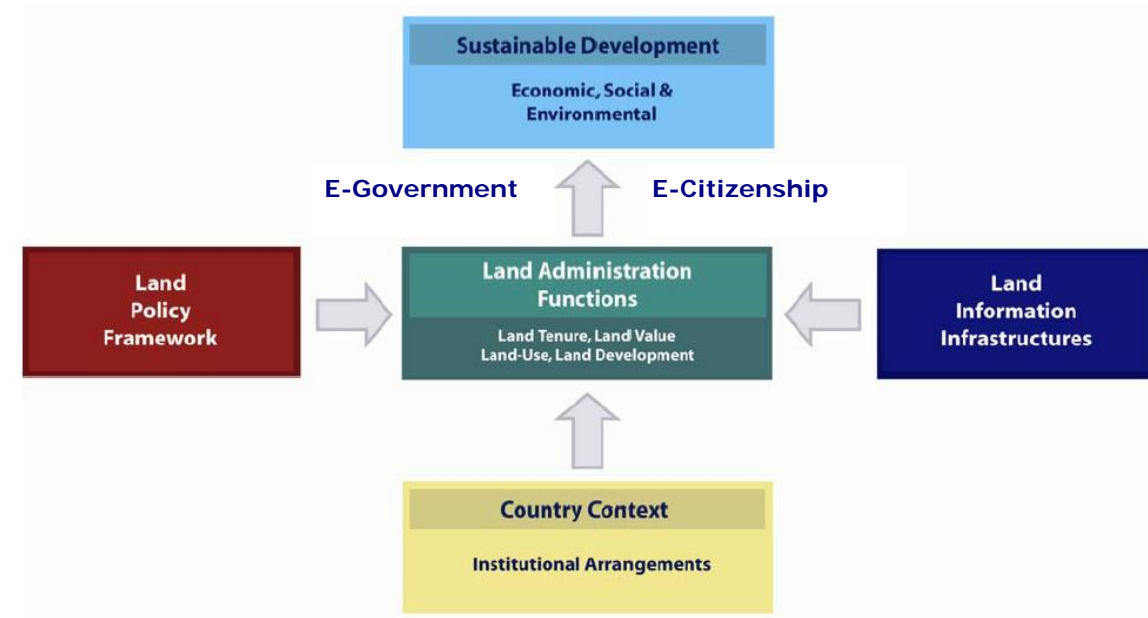 Sustainable Development
Economic, Social &
Environmental
E-Government
E-Citizenship
Land
Policy
Framework
Land Administration
Functions
Land Tenure, Land Value
Land-Use, Land Development
Land
Information
Infrastructures
Country Context
Institutional Arrangements